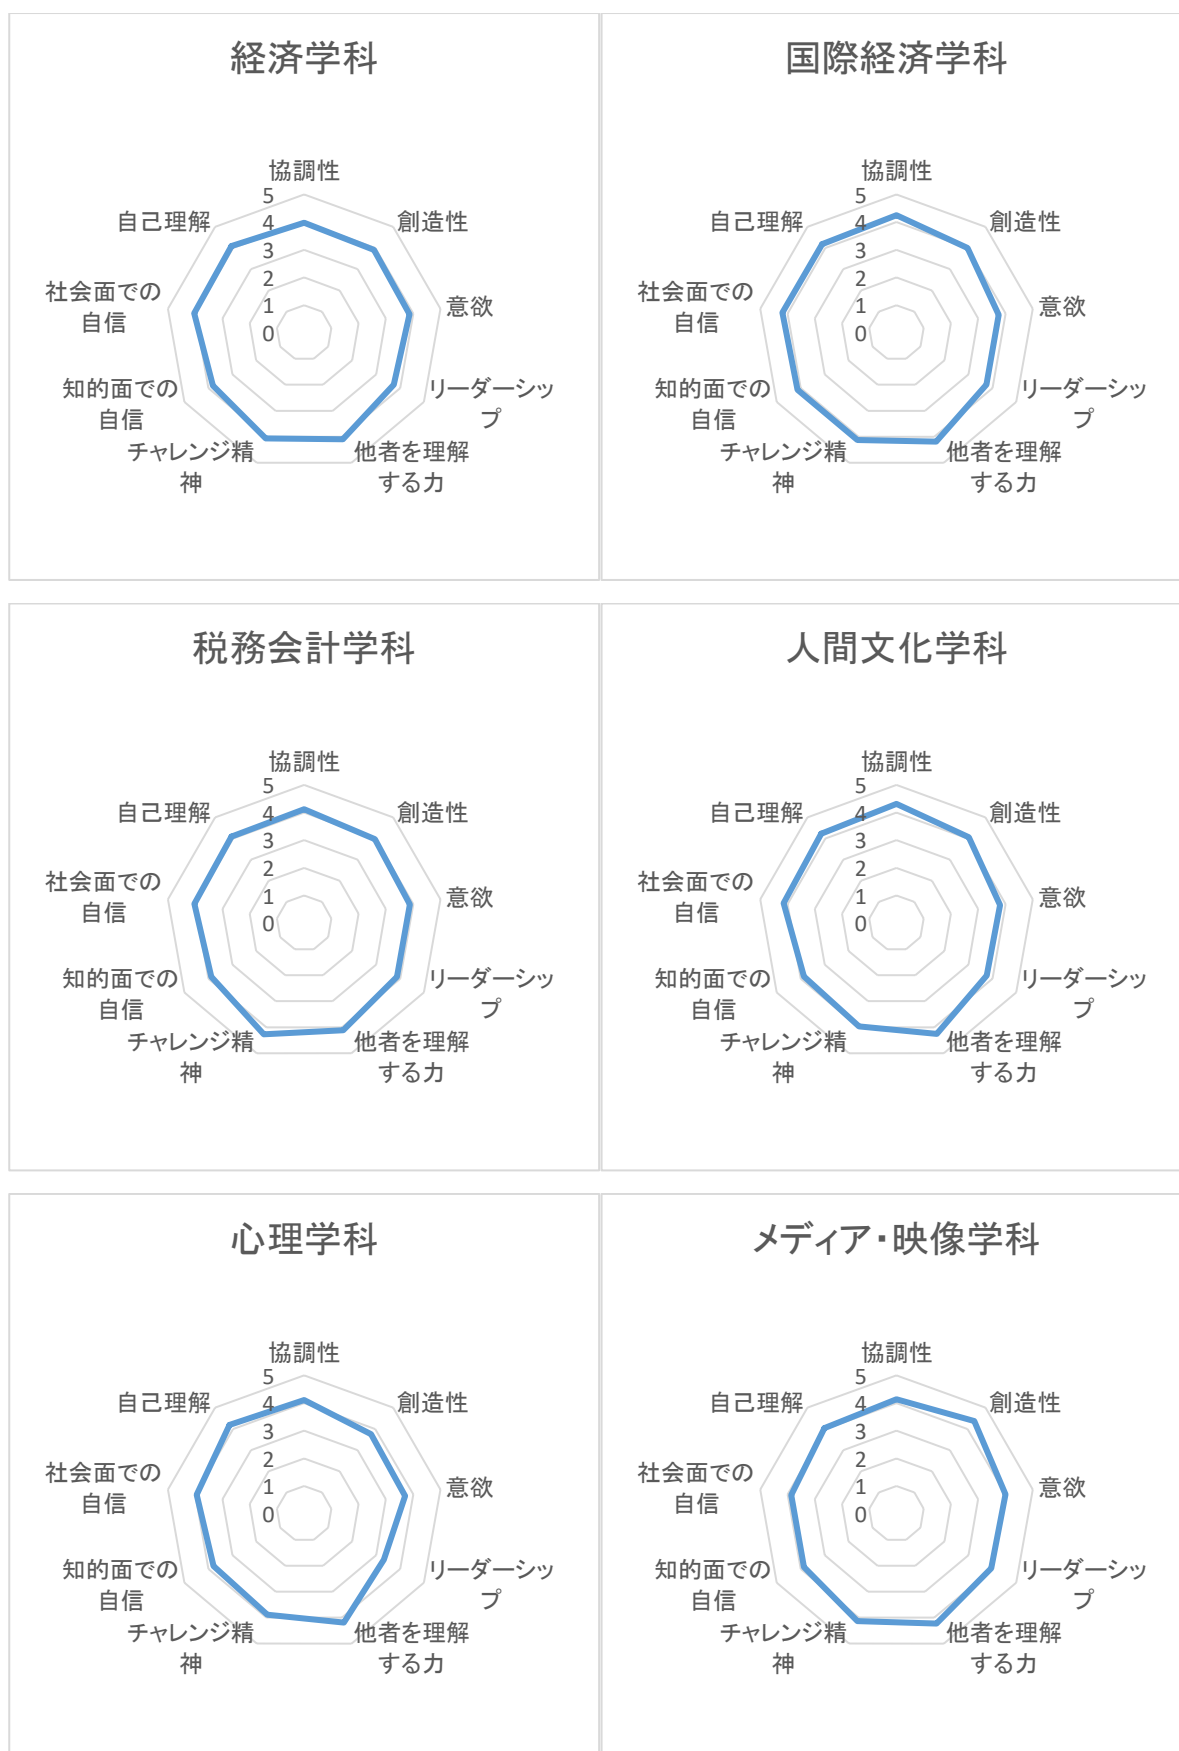 経済学科
協調性
創造性
意欲
リーダーシッ
プ
他者を理解
する力
チャレンジ精
神
知的面での
自信
社会面での
自信
自己理解
5
4
3
2
1
0
国際経済学科
協調性
創造性
意欲
リーダーシッ
プ
他者を理解
する力
チャレンジ精
神
知的面での
自信
社会面での
自信
自己理解
5
4
3
2
1
0
税務会計学科
協調性
創造性
意欲
リーダーシッ
プ
他者を理解
する力
チャレンジ精
神
知的面での
自信
社会面での
自信
自己理解
5
4
3
2
1
0
人間文化学科
協調性
創造性
意欲
リーダーシッ
プ
他者を理解
する力
チャレンジ精
神
知的面での
自信
社会面での
自信
自己理解
5
4
3
2
1
0
心理学科
協調性
創造性
意欲
リーダーシッ
プ
他者を理解
する力
チャレンジ精
神
知的面での
自信
社会面での
自信
自己理解
5
4
3
2
1
0
メディア・映像学科
協調性
創造性
意欲
リーダーシッ
プ
他者を理解
する力
チャレンジ精
神
知的面での
自信
社会面での
自信
自己理解
5
4
3
2
1
0